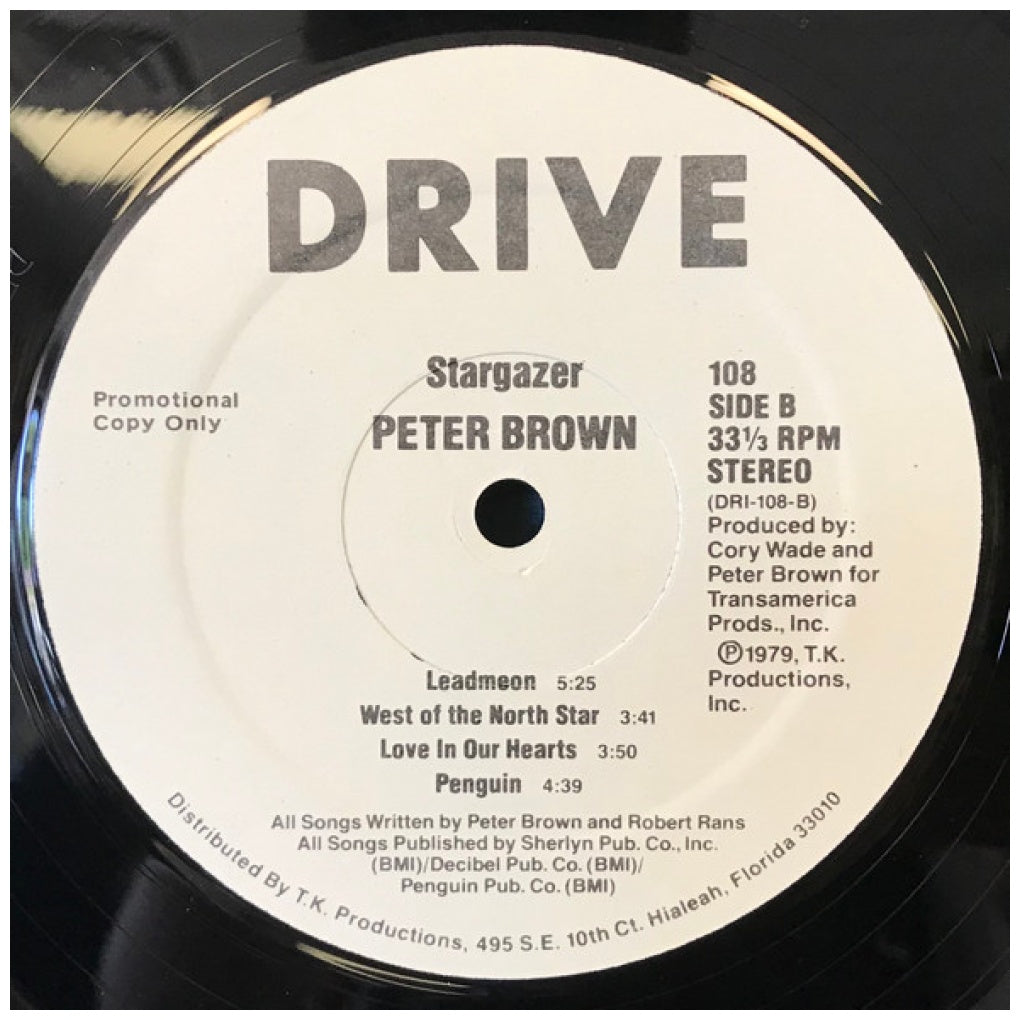 DRIVE
Stargazer
PETER BROWN
Promotional
Copy Only
108
SIDE B
33⅓ RPM
STEREO
(DRI-108-B)
Produced by:
Cory Wade and
Peter Brown for
Transamerica
Prods., Inc.
Ⓟ1979, T.K.
Productions,
Inc.
Leadmeon 5:25
West of the North Star 3:41
Love In Our Hearts 3:50
Penguin 4:39
All Songs Written by Peter Brown and Robert Rans
All Songs Published by Sherlyn Pub. Co., Inc.
(BMI)/Decibel Pub. Co. (BMI)/
Penguin Pub. Co. (BMI)
Distributed By T.K. Productions, 495 S.E. 10th Ct. Hialeah, Florida 33010